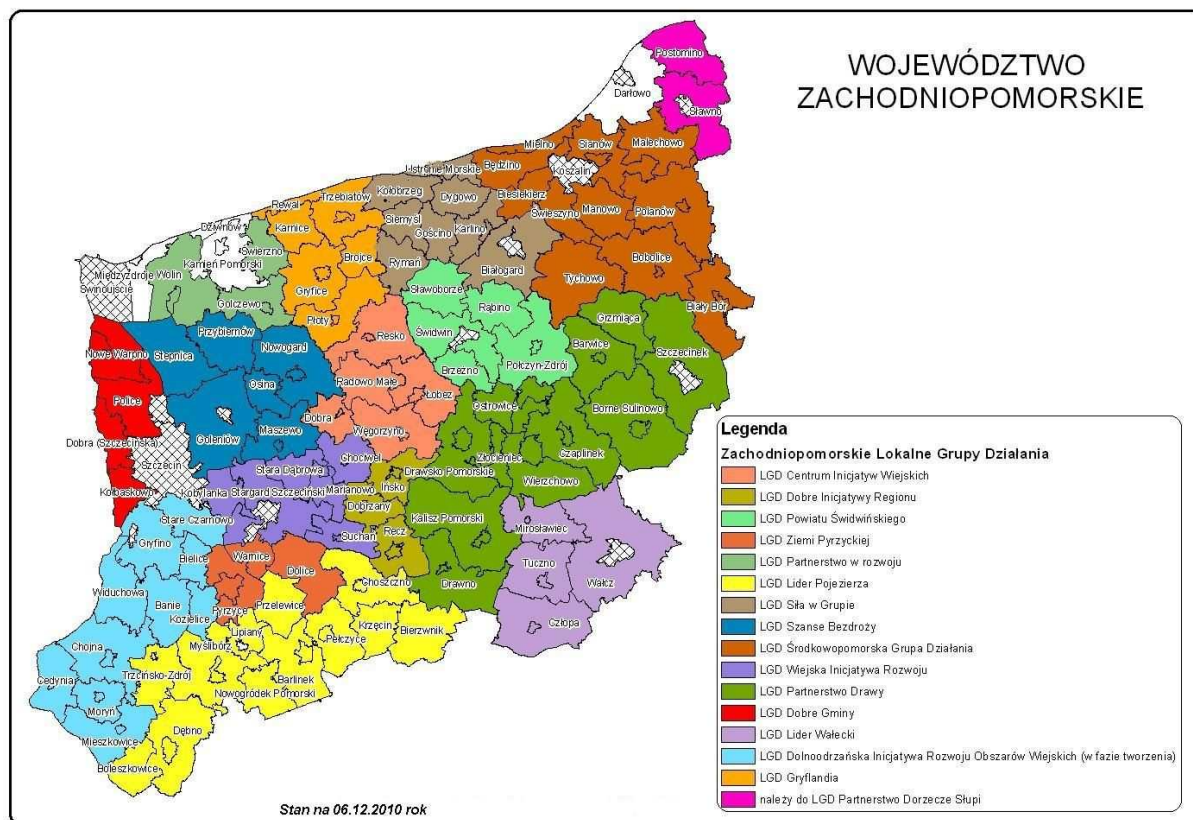 WOJEWÓDZTWO
ZACHODNIOPOMORSKIE
Postomino
Darłowo
Sławno
Mielno
Sianów
Malechowo
Ustronie Morskie
Będzino
Koszalin
Kołobrzeg
Dygowo
Biesiekierz
Trzebiatów
Rewal
Karnice
Siemyśl
Gościno
Karlino
Świeszyno
Manowo
Polanów
Dziwnów
Świerzno
Kamień Pomorski
Brojce
Rymań
Białogard
Bobolice
Międzyzdroje
Wolin
Świnoujście
Gryfice
Sławoborze
Tychowo
Golczewo
Rąbino
Biały Bór
Płoty
Grzmiąca
Przybiernów
Resko
Świdwin
Barwice
Nowe Warpno
Stepnica
Nowogard
Szczecinek
Radowo Małe
Brzeżno
Połczyn-Zdrój
Osina
Łobez
Police
Dobra
Ostrowice
Borne Sulinowo
Goleniów
Maszewo
Węgorzyno
Dobra (Szczecińska)
Chociwel
Złocieniec
Czaplinek
Szczecin
Stara Dąbrowa
Drawsko Pomorskie
Wierzchowo
Kobylanka
Stargard Szczeciński
Marianowo
Ińsko
Kołbaskowo
Dobrzany
Stare Czarnowo
Kalisz Pomorski
Mirosławiec
Gryfino
Suchań
Recz
Bielice
Warnice
Dolice
Tuczno
Wałcz
Widuchowa
Choszczno
Drawno
Banie
Kozielice
Pyrzyce
Przelewice
Krzęcin
Bierzwnik
Człopa
Lipiany
Pełczyce
Chojna
Myślibórz
Cedynia
Trzcińsko-Zdrój
Barlinek
Nowogródek Pomorski
Moryń
Dębno
Mieszkowice
Boleszkowice
Legenda
Zachodniopomorskie Lokalne Grupy Działania
LGD Centrum Inicjatyw Wiejskich
LGD Dobre Inicjatywy Regionu
LGD Powiatu Świdwińskiego
LGD Ziemi Pyrzyckiej
LGD Partnerstwo w rozwoju
LGD Lider Pojezierza
LGD Siła w Grupie
LGD Szanse Bezdroży
LGD Środkowopomorska Grupa Działania
LGD Wiejska Inicjatywa Rozwoju
LGD Partnerstwo Drawy
LGD Dobre Gminy
LGD Lider Wałecki
LGD Dolnoodrzańska Inicjatywa Rozwoju Obszarów Wiejskich (w fazie tworzenia)
LGD Gryflandia
należy do LGD Partnerstwo Dorzecze Słupi
Stan na 06.12.2010 rok